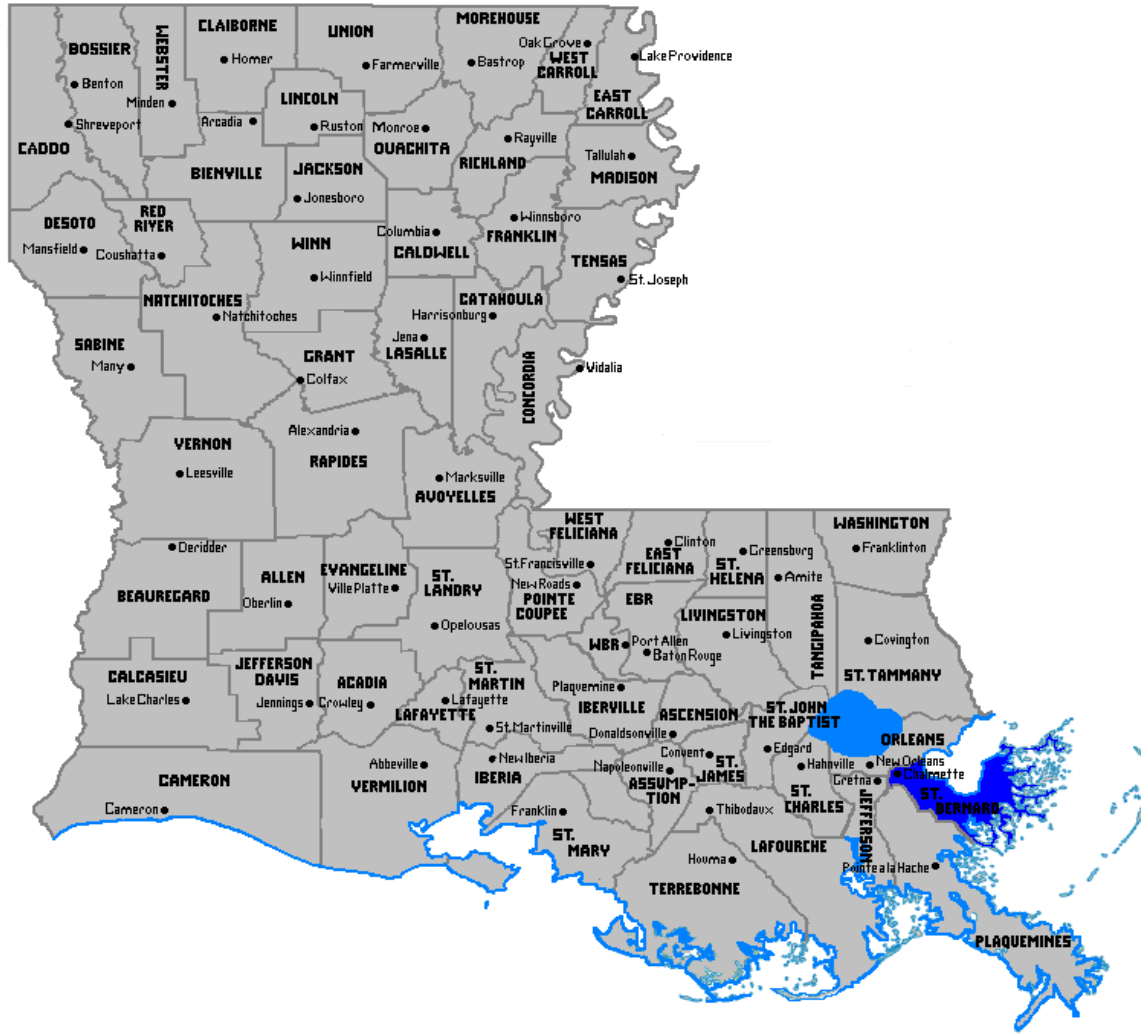 MOREHOUSE
CLAIBORNE
UNION
WEBSTER
BOSSIER
Oak Grove
WEST
CARROLL
Lake Providence
Homer
Farmerville
Bastrop
Benton
LINCOLN
EAST
CARROLL
Minden
Shreveport
Arcadia
Ruston
Monroe
Rayville
CADDO
OUACHITA
RICHLAND
Tallulah
MADISON
BIENVILLE
JACKSON
Jonesboro
RED
RIVER
DESOTO
Winnsboro
FRANKLIN
Columbia
CALDWELL
Mansfield
Coushatta
WINN
Winnfield
TENSAS
St. Joseph
NATCHITOCHES
Natchitoches
CATAHOULA
Harrisonburg
SABINE
Many
Jena
LASALLE
GRANT
Colfax
CONCORDIA
Vidalia
VERNON
Leesville
Alexandria
RAPIDES
Marksville
AVOYELLES
WEST
FELICIANA
WASHINGTON
Franklinton
Clinton
EAST
FELICIANA
Greensburg
ST.
HELENA
Amite
Deridder
St.Francisville
ALLEN
Oberlin
EVANGELINE
Ville Platte
ST.
LANDRY
New Roads
POINTE
COUPEE
EBR
BEAUREGARD
LIVINGSTON
Livingston
TANGIPAHOA
Opelousas
Covington
WBR
Port Allen
Baton Rouge
ST. TAMMANY
CALCASIEU
Lake Charles
JEFFERSON
DAVIS
Jennings
ACADIA
Crowley
ST.
MARTIN
Lafayette
LAFAYETTE
Plaquemine
IBERVILLE
ASCENSION
Donaldsonville
ST. JOHN
THE BAPTIST
St. Martinville
ORLEANS
Edgard
Convent
ST.
JAMES
Hahnville
New Orleans
Chalmette
Abbeville
New Iberia
IBERIA
Napoleonville
ASSUMP-
TION
Gretna
ST.
BERNARD
CAMERON
Cameron
VERMILION
ST.
CHARLES
JEFFERSON
Franklin
ST.
MARY
Thibodaux
LAFOURCHE
Houma
TERREBONNE
Pointe a la Hache
PLAQUEMINES